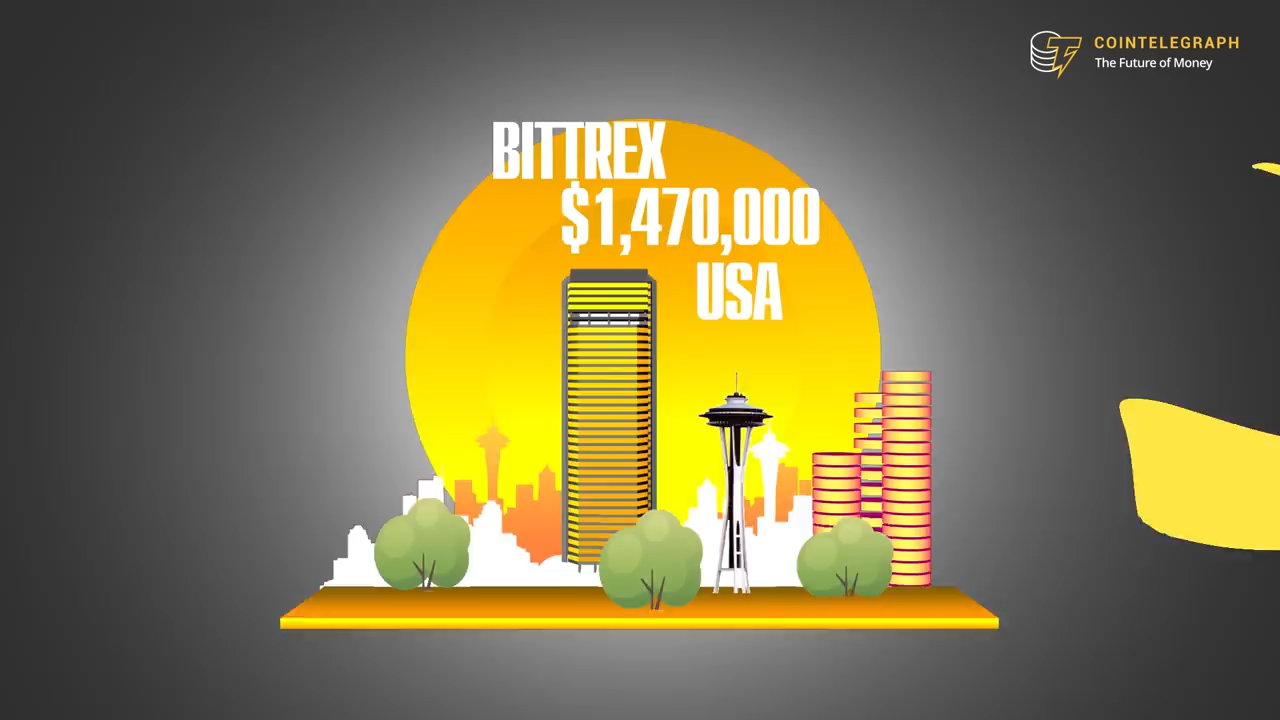 COINTELEGRAPH
The Future of Money
BITTREX
$1,470,000
USA